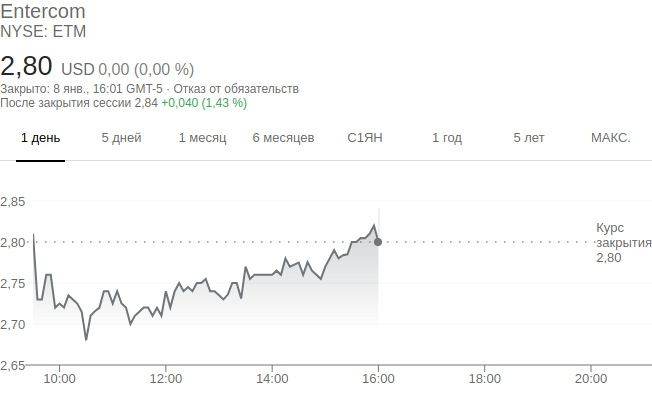 Entercom
NYSE: ETM
2,80 USD 0,00 (0,00 %)
Закрыто: 8 янв., 16:01 GMT-5 · Отказ от обязательств
После закрытия сессии 2,84 +0,040 (1,43 %)
1 день 5 дней 1 месяц 6 месяцев С1ЯН 1 год 5 лет МАКС.
2,85
2,80
2,75
2,70
2,65
Курс
закрытия
2,80
10:00 12:00 14:00 16:00 18:00 20:00